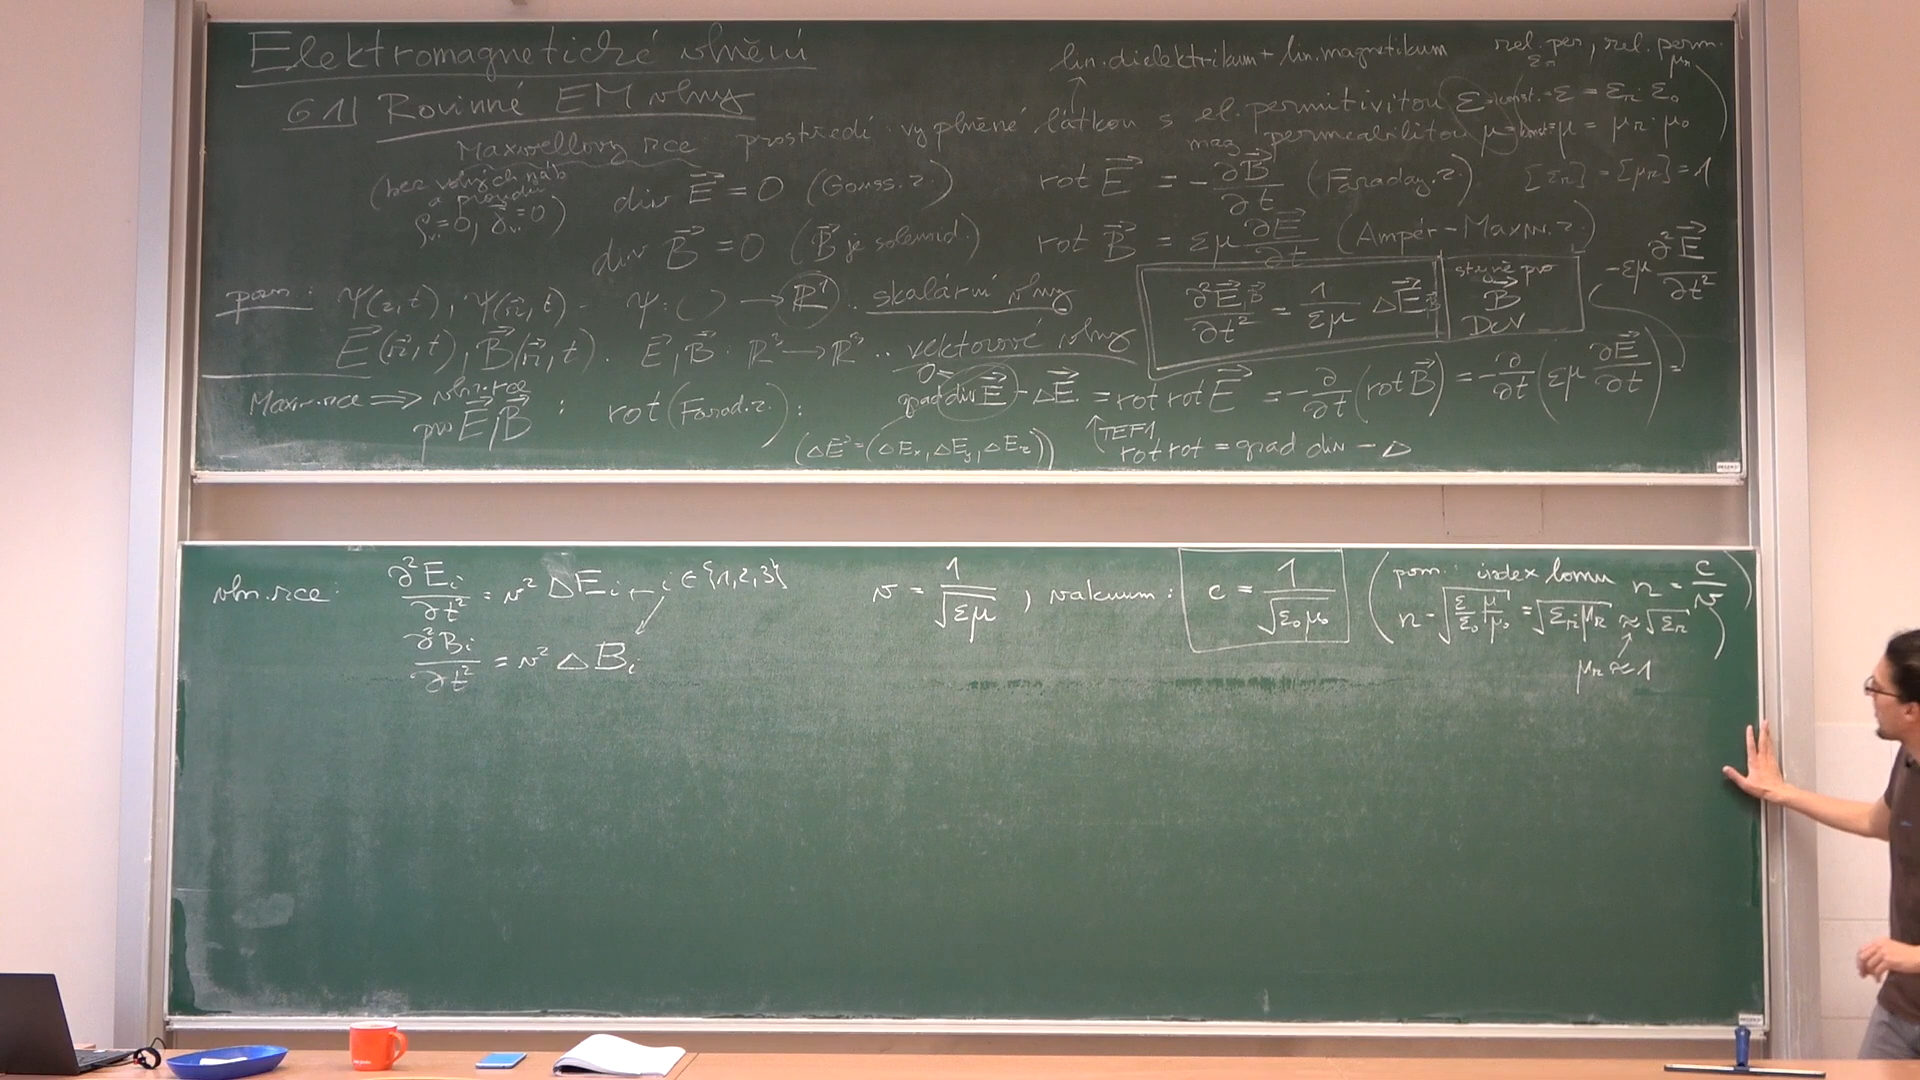 Elektromagnetické vlnění
6.1| Rovinné EM vlny
lin. dielektrikum + lin. magnetikum rel. per, rel. perm.
εr μr
Maxwellovy rce prostředí: vyplněné látkou s el. permitivitou ε=konst. ε = εr·ε0
mag permeabilitou μ=konst μ = μr·μ0
(bez volných náb a proudů ρv=0, j⃗v=0)
div E⃗ = 0 (Gauss. z.) rot E⃗ = -∂B⃗/∂t (Faraday. z.) [εr] = [μr] = 1
div B⃗ = 0 (B⃗ je solenoid.) rot B⃗ = εμ ∂E⃗/∂t (Ampér-Maxw. z.)
pozn: ψ(z,t), ψ(r⃗,t) ψ: → R¹. skalární vlny
E⃗(r⃗,t), B⃗(r⃗,t). E⃗,B⃗: R³ → R³.. vektorové vlny
∂²E⃗,B⃗/∂t² = 1/εμ ΔE⃗,B⃗ stejně pro B⃗ DCV
Maxw. rce ⟹ vln. rce pro E⃗,B⃗ : rot(Farad. z.):
0 = grad div E⃗ - ΔE⃗ = rot rot E⃗ = -∂/∂t (rot B⃗) = -∂/∂t (εμ ∂E⃗/∂t) = -εμ ∂²E⃗/∂t²
(ΔE⃗ = (ΔEx, ΔEy, ΔEz)) ↑TEF1 rot rot = grad div - Δ
vln. rce: ∂²Ei/∂t² = v² ΔEi ← i ∈ {1,2,3} v = 1/√εμ , vakuum: c = 1/√ε0μ0 (pozn.: index lomu n = c/v
∂²Bi/∂t² = v² ΔBi
n = √(ε/ε0 μ/μ0) = √εrμr ≈ √εr)
μr ≈ 1